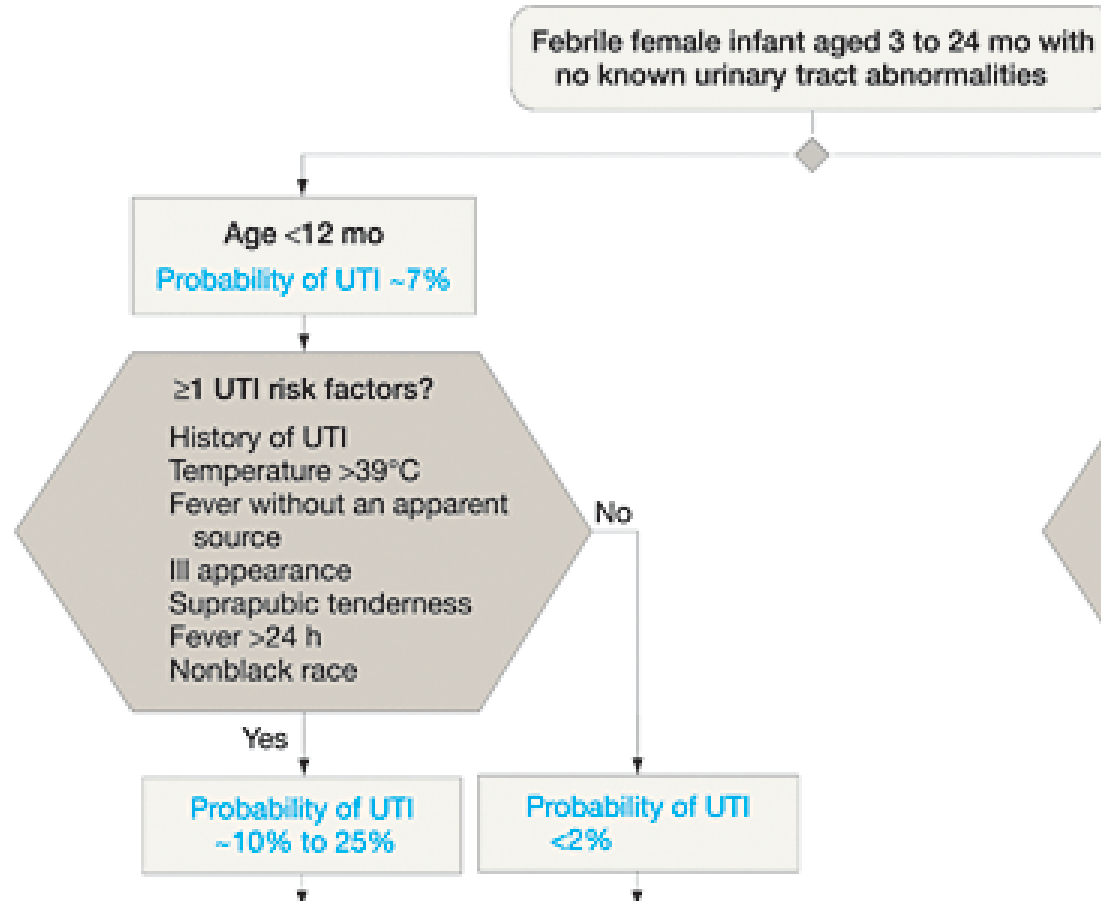 Febrile female infant aged 3 to 24 mo with
no known urinary tract abnormalities
Age <12 mo
Probability of UTI ~7%
≥1 UTI risk factors?
History of UTI
Temperature >39°C
Fever without an apparent
source
Ill appearance
Suprapubic tenderness
Fever >24 h
Nonblack race
No
Yes
Probability of UTI
~10% to 25%
Probability of UTI
<2%